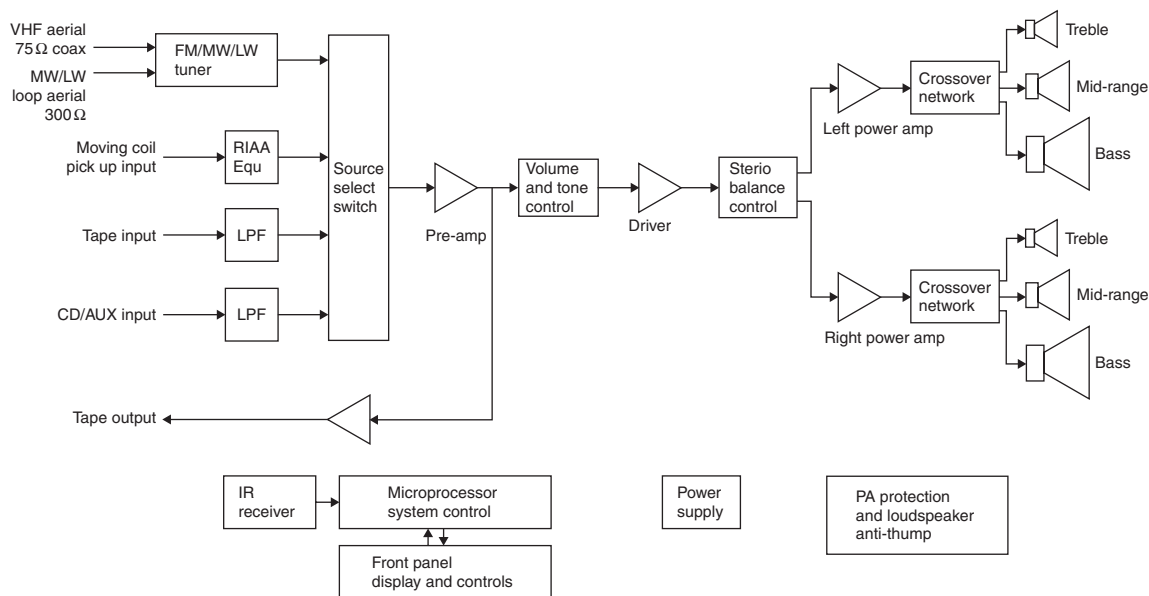 VHF aerial
75 Ω coax
MW/LW
loop aerial
300 Ω
FM/MW/LW
tuner
Moving coil
pick up input
RIAA
Equ
Tape input
LPF
CD/AUX input
LPF
Source
select
switch
Pre-amp
Volume
and tone
control
Driver
Sterio
balance
control
Left power amp
Crossover
network
Treble
Mid-range
Bass
Right power amp
Crossover
network
Treble
Mid-range
Bass
Tape output
IR
receiver
Microprocessor
system control
Front panel
display and controls
Power
supply
PA protection
and loudspeaker
anti-thump